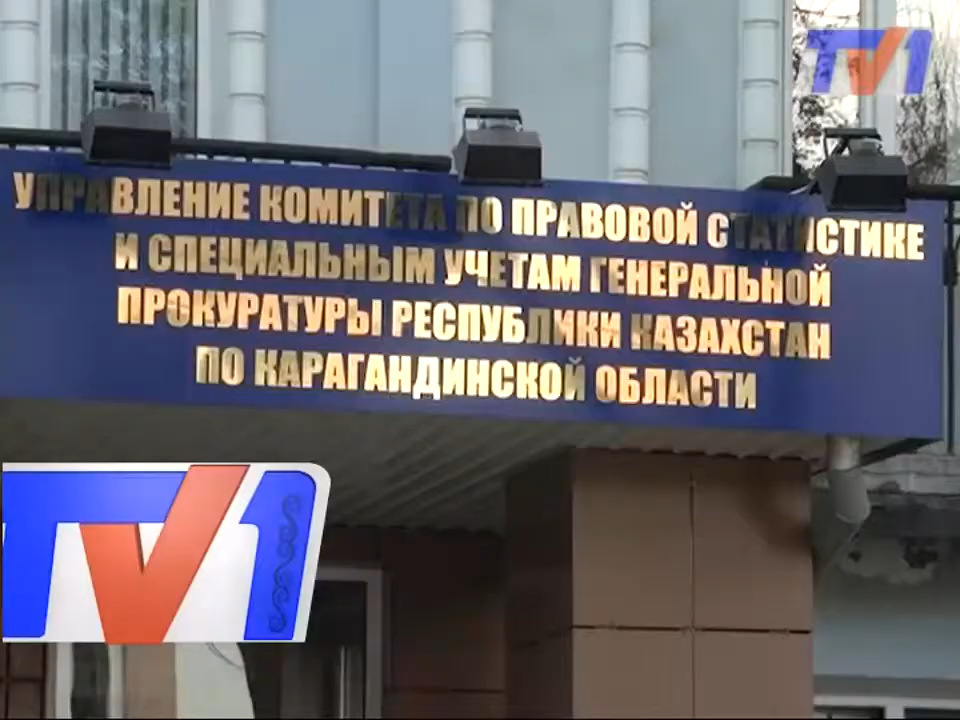 TV1
УПРАВЛЕНИЕ КОМИТЕТА ПО ПРАВОВОЙ СТАТИСТИКЕ
И СПЕЦИАЛЬНЫМ УЧЕТАМ ГЕНЕРАЛЬНОЙ
ПРОКУРАТУРЫ РЕСПУБЛИКИ КАЗАХСТАН
ПО КАРАГАНДИНСКОЙ ОБЛАСТИ
TV1